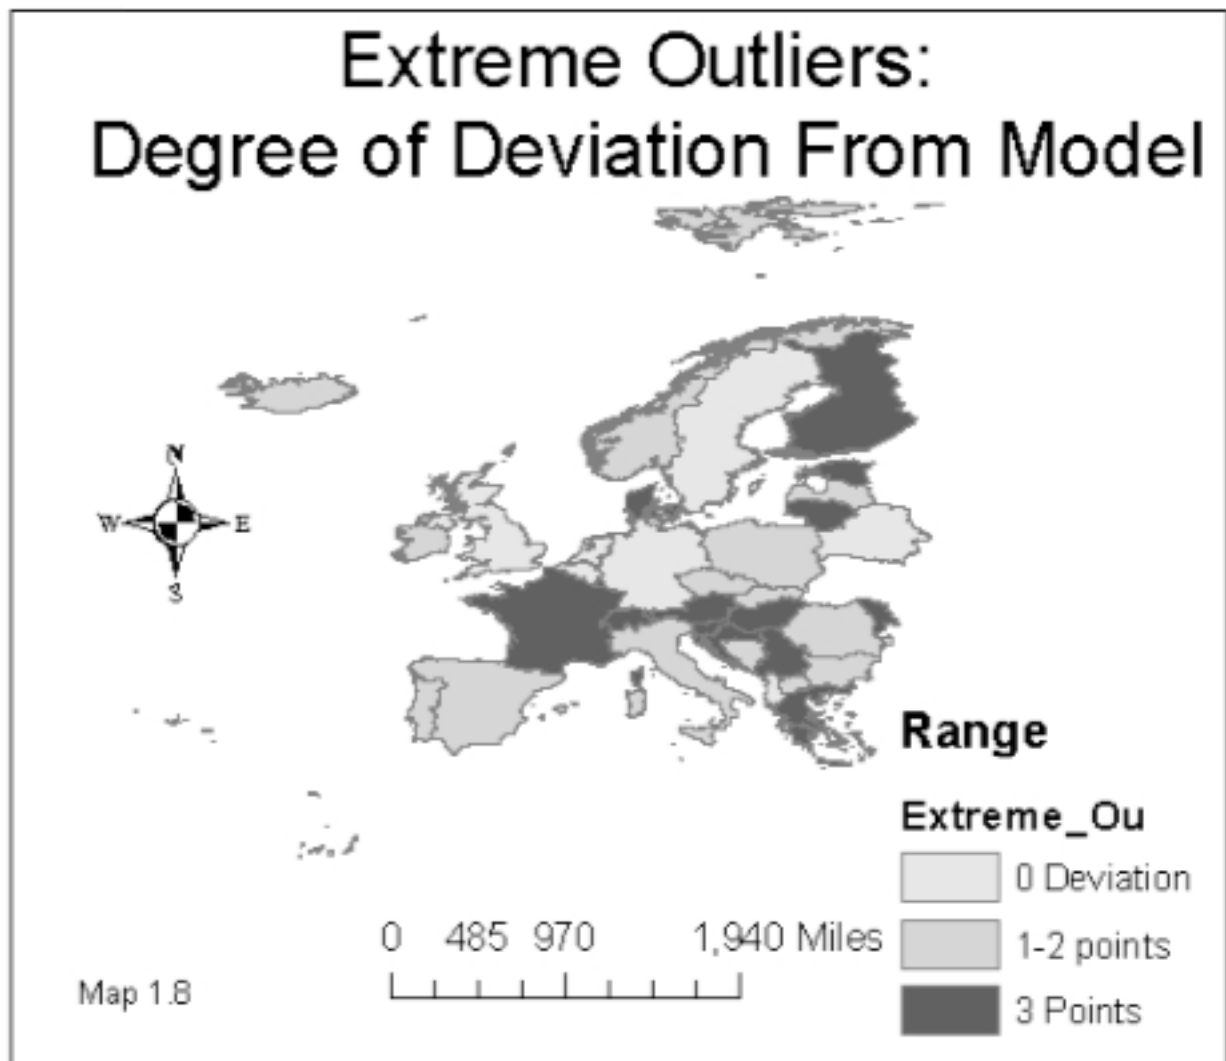 Extreme Outliers:
Degree of Deviation From Model
N
W E
S
Range
Extreme_Ou
0 Deviation
1-2 points
3 Points
0 485 970 1,940 Miles
Map 1.8